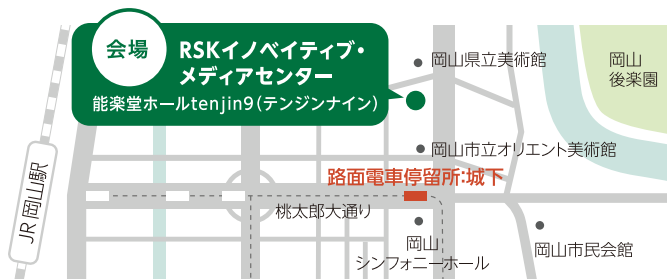 会場
RSKイノベイティブ・
メディアセンター
能楽堂ホールtenjin9（テンジンナイン）
岡山県立美術館
岡山
後楽園
岡山市立オリエント美術館
路面電車停留所:城下
JR 岡山駅
桃太郎大通り
岡山
シンフォニーホール
岡山市民会館